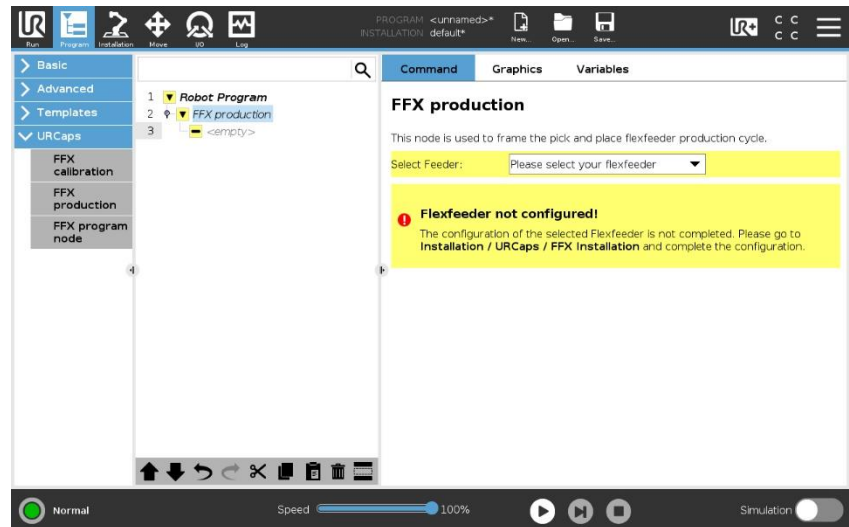 PROGRAM <unnamed>*
INSTALLATION default*
UR
UR+
C C
C C
Run
Program
Installation
Move
I/O
Log
New...
Open...
Save...
Basic
Advanced
Templates
URCaps
FFX
calibration
FFX
production
FFX program
node
1 Robot Program
2 FFX production
3 <empty>
Command Graphics Variables
FFX production
This node is used to frame the pick and place flexfeeder production cycle.
Select Feeder: Please select your flexfeeder
Flexfeeder not configured!
The configuration of the selected Flexfeeder is not completed. Please go to
Installation / URCaps / FFX Installation and complete the configuration.
Normal
Speed 100%
Simulation